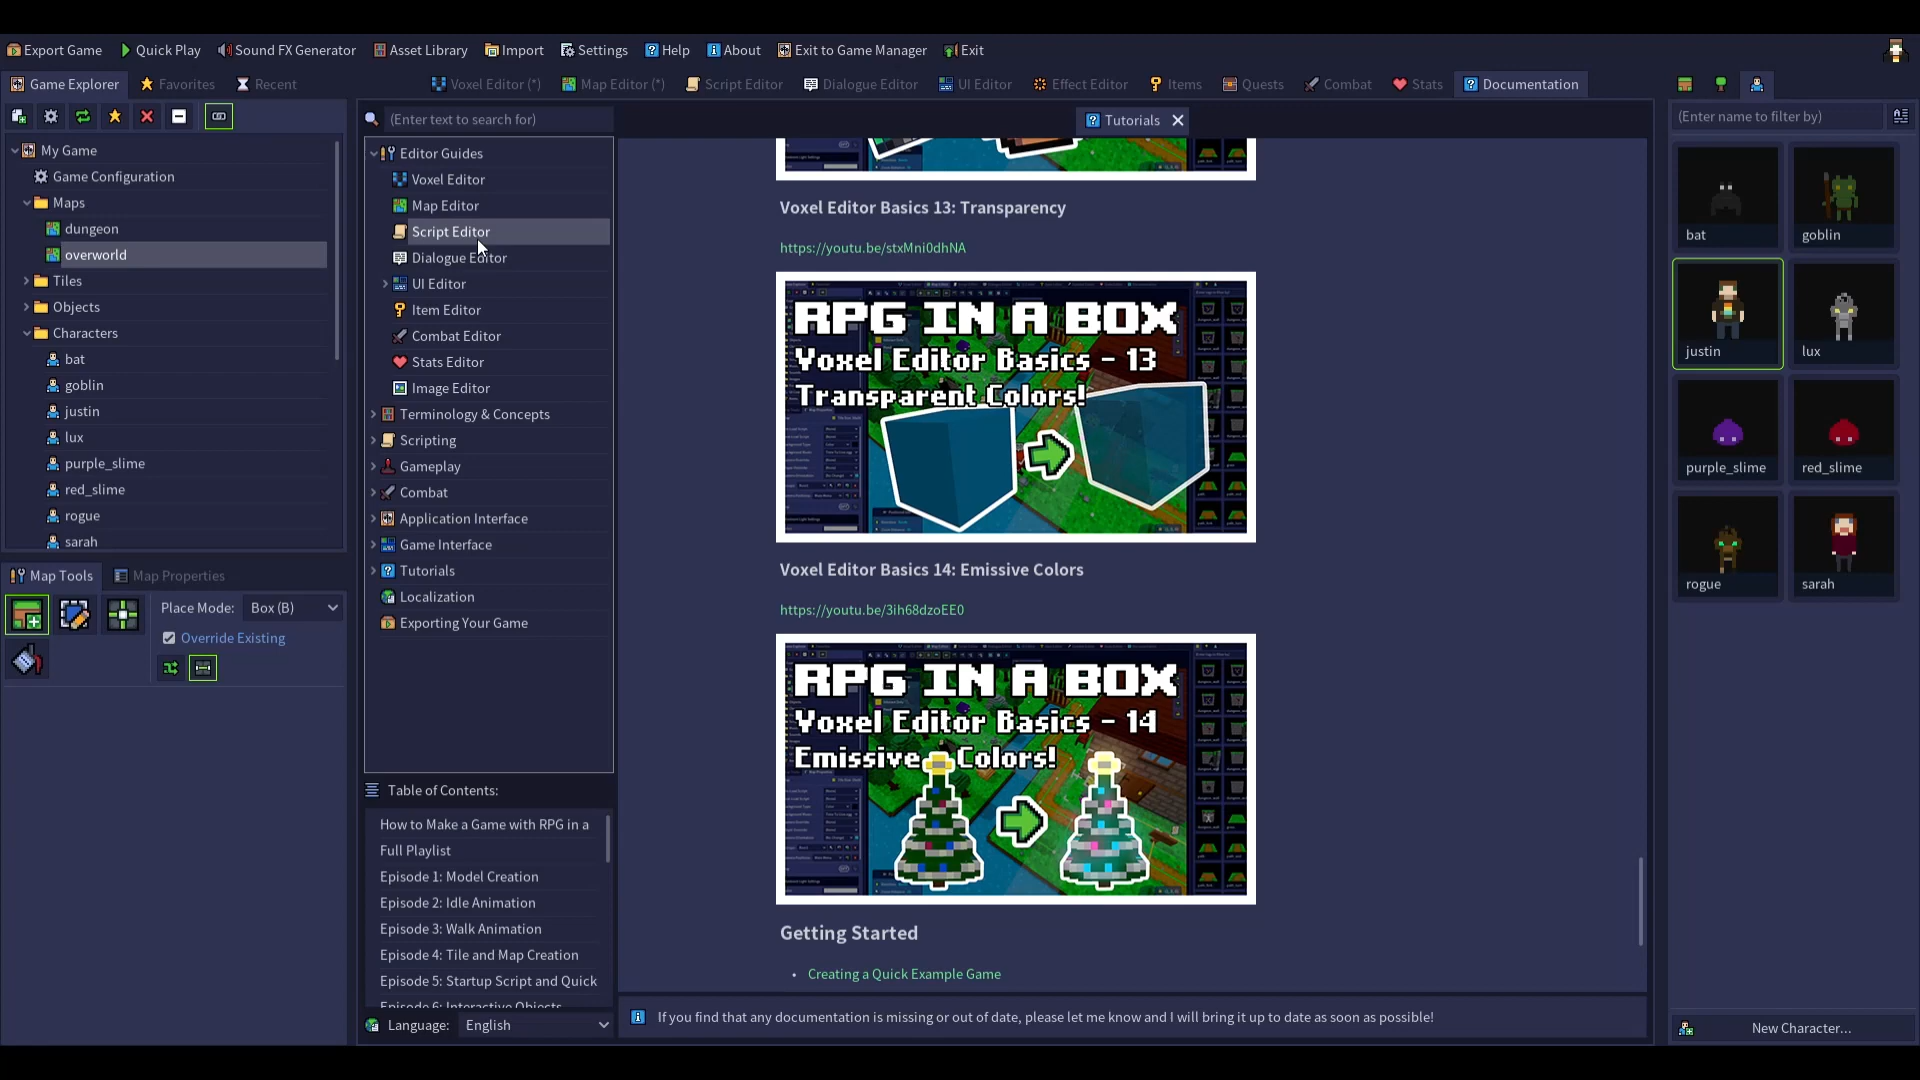 Export Game
Quick Play
Sound FX Generator
Asset Library
Import
Settings
Help
About
Exit to Game Manager
Exit
Game Explorer
Favorites
Recent
Voxel Editor (*)
Map Editor (*)
Script Editor
Dialogue Editor
UI Editor
Effect Editor
Items
Quests
Combat
Stats
Documentation
My Game
Game Configuration
Maps
dungeon
overworld
Tiles
Objects
Characters
bat
goblin
justin
lux
purple_slime
red_slime
rogue
sarah
Map Tools
Map Properties
Place Mode:
Box (B)
Override Existing
(Enter text to search for)
Editor Guides
Voxel Editor
Map Editor
Script Editor
Dialogue Editor
UI Editor
Item Editor
Combat Editor
Stats Editor
Image Editor
Terminology & Concepts
Scripting
Gameplay
Combat
Application Interface
Game Interface
Tutorials
Localization
Exporting Your Game
Table of Contents:
How to Make a Game with RPG in a
Full Playlist
Episode 1: Model Creation
Episode 2: Idle Animation
Episode 3: Walk Animation
Episode 4: Tile and Map Creation
Episode 5: Startup Script and Quick
Episode 6: Interactive Objects
Language:
English
Tutorials
Voxel Editor Basics 13: Transparency
https://youtu.be/stxMni0dhNA
RPG IN A BOX
Voxel Editor Basics - 13
Transparent Colors!
Voxel Editor Basics 14: Emissive Colors
https://youtu.be/3ih68dzoEE0
RPG IN A BOX
Voxel Editor Basics - 14
Emissive Colors!
Getting Started
• Creating a Quick Example Game
If you find that any documentation is missing or out of date, please let me know and I will bring it up to date as soon as possible!
(Enter name to filter by)
bat
goblin
justin
lux
purple_slime
red_slime
rogue
sarah
New Character...